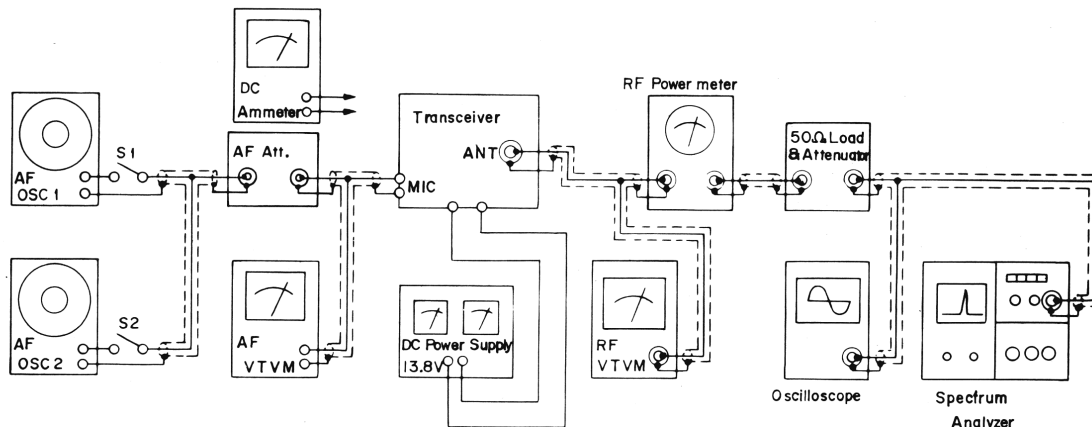 AF
OSC 1
S1
AF
OSC 2
S2
DC
Ammeter
AF Att.
AF
VTVM
Transceiver
ANT
MIC
DC Power Supply
13.8V
RF Power meter
RF
VTVM
50Ω Load
& Attenuator
Oscilloscope
Spectrum
Analyzer